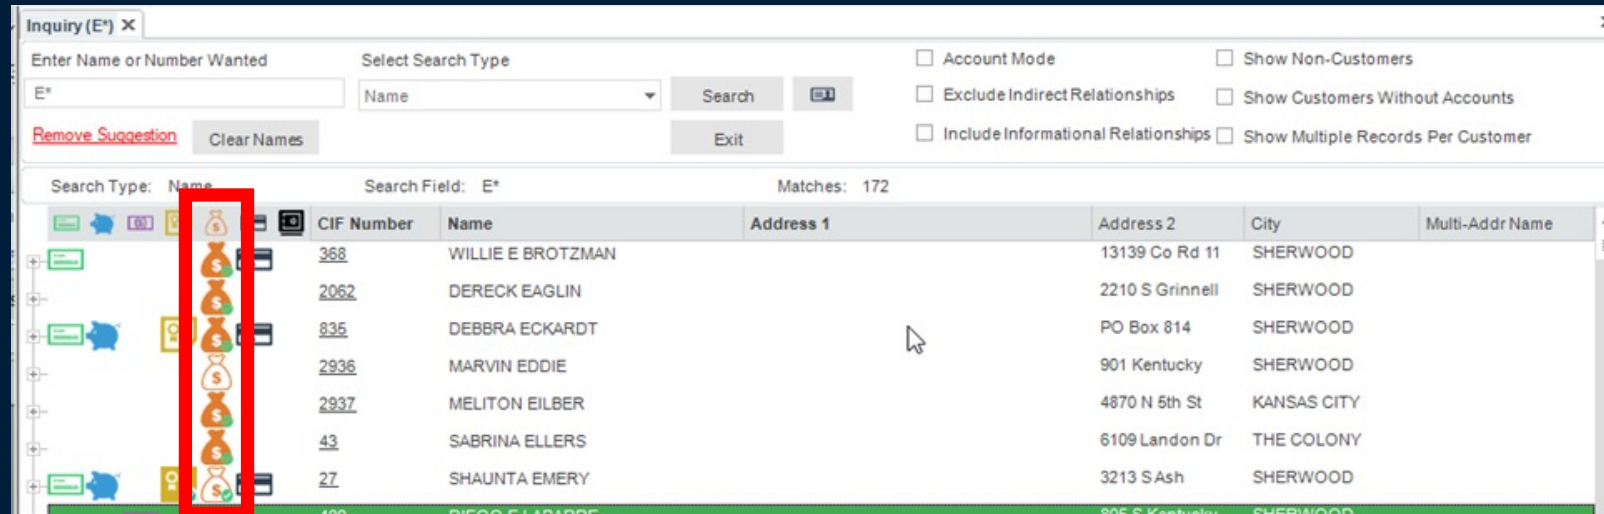 Inquiry (E*) X
Enter Name or Number Wanted Select Search Type Account Mode Show Non-Customers
E* Name Search Exclude Indirect Relationships Show Customers Without Accounts
Remove Suggestion Clear Names Exit Include Informational Relationships Show Multiple Records Per Customer
Search Type: Name Search Field: E* Matches: 172
CIF Number Name Address 1 Address 2 City Multi-Addr Name
368 WILLIE E BROTZMAN 13139 Co Rd 11 SHERWOOD
2062 DERECK EAGLIN 2210 S Grinnell SHERWOOD
835 DEBBRA ECKARDT PO Box 814 SHERWOOD
2936 MARVIN EDDIE 901 Kentucky SHERWOOD
2937 MELITON EILBER 4870 N 5th St KANSAS CITY
43 SABRINA ELLERS 6109 Landon Dr THE COLONY
27 SHAUNTA EMERY 3213 S Ash SHERWOOD
805 S Kentucky SHERWOOD